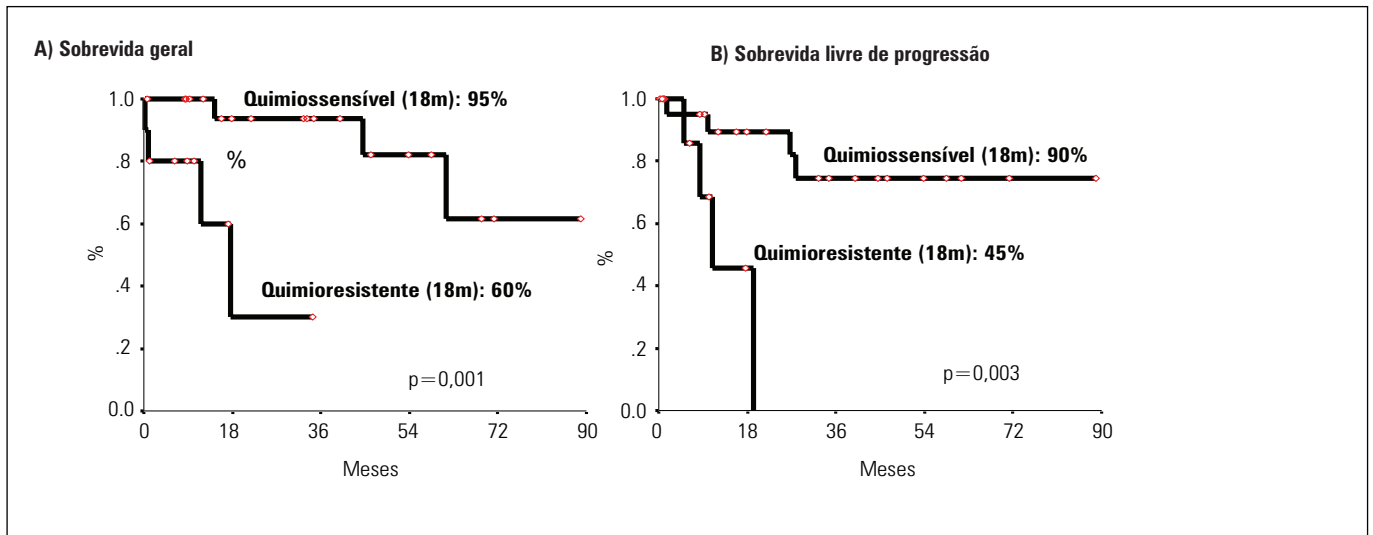 A) Sobrevida geral
1.0
.8
.6
.4
.2
0.0
%
Quimiossensível (18m): 95%
%
Quimioresistente (18m): 60%
p=0,001
0 18 36 54 72 90
Meses
B) Sobrevida livre de progressão
1.0
.8
.6
.4
.2
0.0
%
Quimiossensível (18m): 90%
Quimioresistente (18m): 45%
p=0,003
0 18 36 54 72 90
Meses